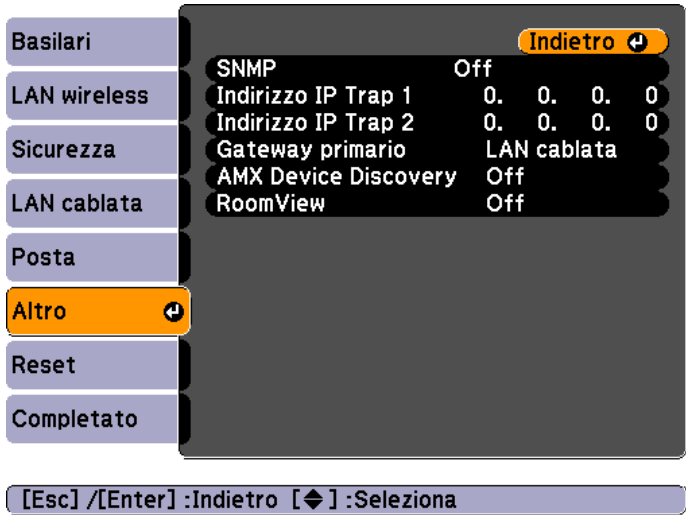 Basilari
LAN wireless
Sicurezza
LAN cablata
Posta
Altro
Reset
Completato
Indietro
SNMP Off
Indirizzo IP Trap 1 0. 0. 0. 0
Indirizzo IP Trap 2 0. 0. 0. 0
Gateway primario LAN cablata
AMX Device Discovery Off
RoomView Off
[Esc] /[Enter] :Indietro [◆] :Seleziona